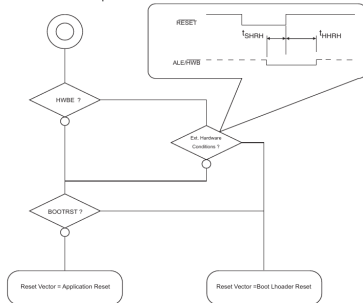 RESET
tSHRH
tHHRH
ALE/HWB
HWBE ?
Ext. Hardware
Conditions ?
BOOTRST ?
Reset Vector = Application Reset
Reset Vector =Boot Lhoader Reset